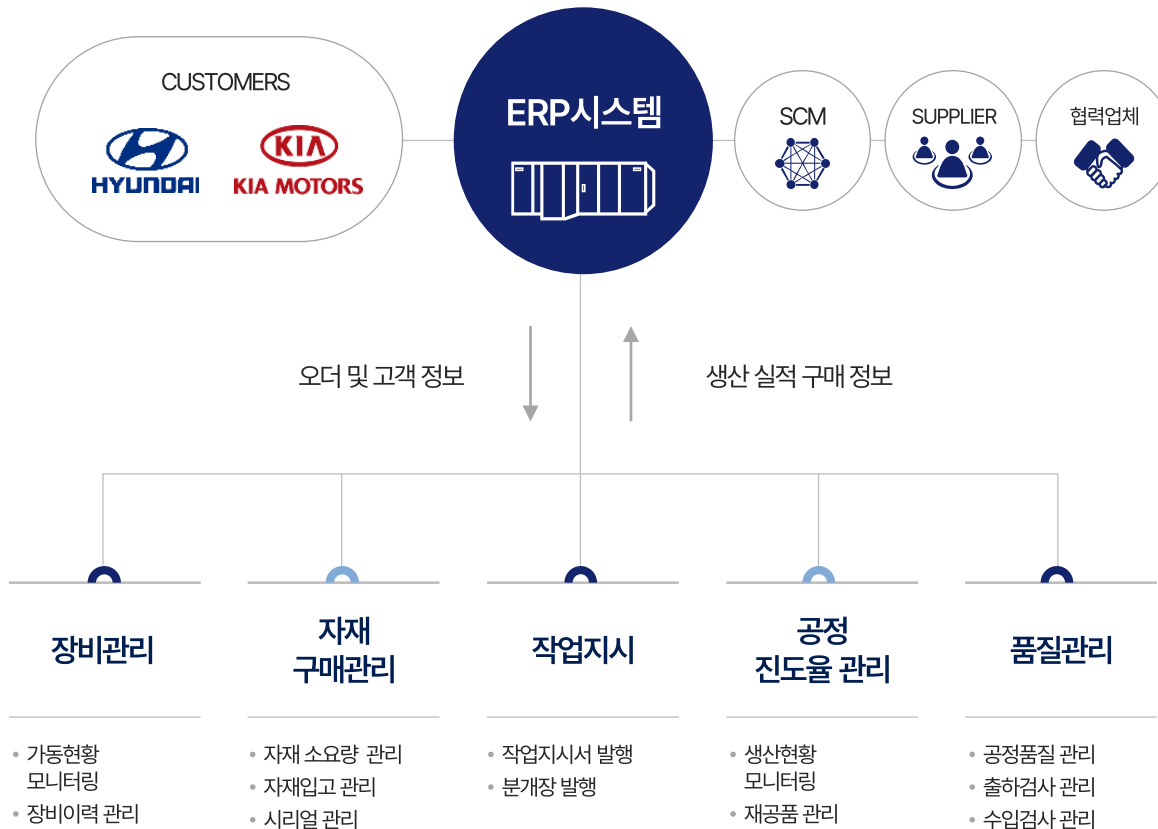 CUSTOMERS
HYUNDAI
KIA
KIA MOTORS
ERP시스템
SCM
SUPPLIER
협력업체
오더 및 고객 정보
생산 실적 구매 정보
장비관리
자재
구매관리
작업지시
공정
진도율 관리
품질관리
• 가동현황
모니터링
• 장비이력 관리
• 자재 소요량 관리
• 자재입고 관리
• 시리얼 관리
• 작업지시서 발행
• 분개장 발행
• 생산현황
모니터링
• 재공품 관리
• 공정품질 관리
• 출하검사 관리
• 수입검사 관리